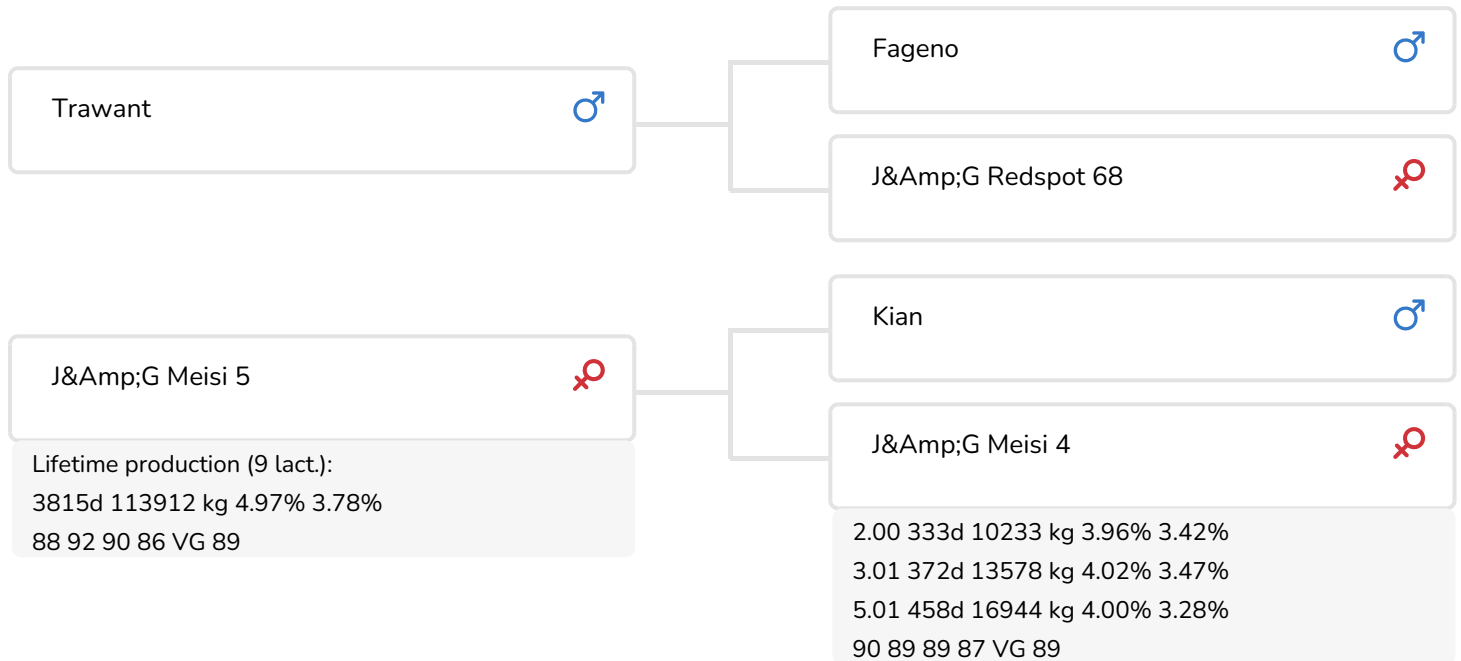 Trawant
Fageno
J&Amp;G Redspot 68
J&Amp;G Meisi 5
Lifetime production (9 lact.):
3815d 113912 kg 4.97% 3.78%
88 92 90 86 VG 89
Kian
J&Amp;G Meisi 4
2.00 333d 10233 kg 3.96% 3.42%
3.01 372d 13578 kg 4.02% 3.47%
5.01 458d 16944 kg 4.00% 3.28%
90 89 89 87 VG 89